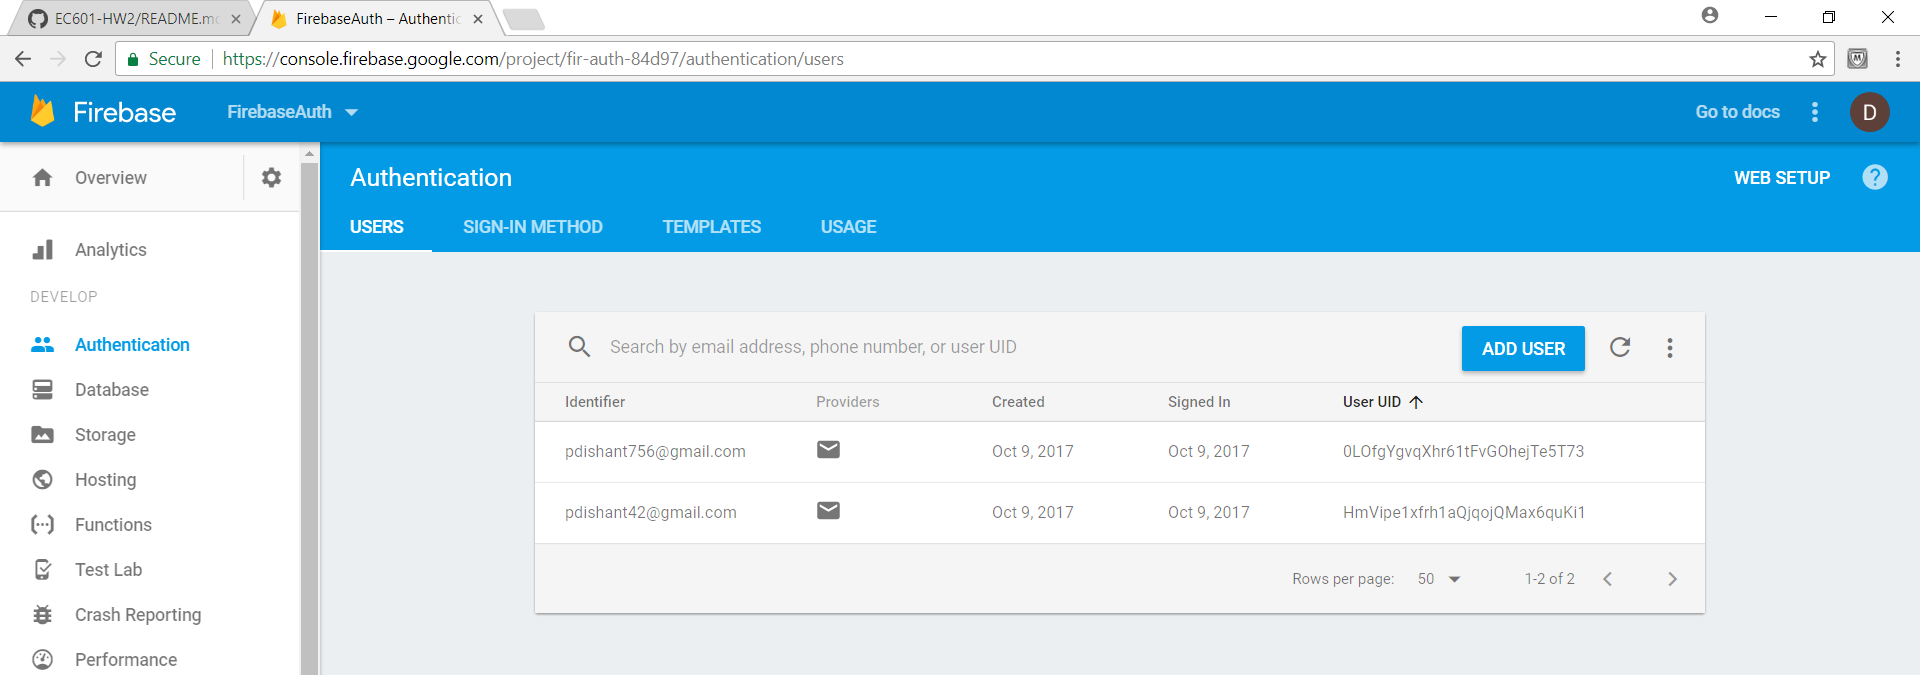 EC601-HW2/README.md
FirebaseAuth – Authentic
Secure https://console.firebase.google.com/project/fir-auth-84d97/authentication/users
Firebase FirebaseAuth Go to docs D
Overview
Analytics
DEVELOP
Authentication
Database
Storage
Hosting
Functions
Test Lab
Crash Reporting
Performance
Authentication WEB SETUP ?
USERS SIGN-IN METHOD TEMPLATES USAGE
Search by email address, phone number, or user UID ADD USER
Identifier Providers Created Signed In User UID
pdishant756@gmail.com Oct 9, 2017 Oct 9, 2017 0LOfgYgvqXhr61tFvGOhejTe5T73
pdishant42@gmail.com Oct 9, 2017 Oct 9, 2017 HmVipe1xfrh1aQjqojQMax6quKi1
Rows per page: 50 1-2 of 2